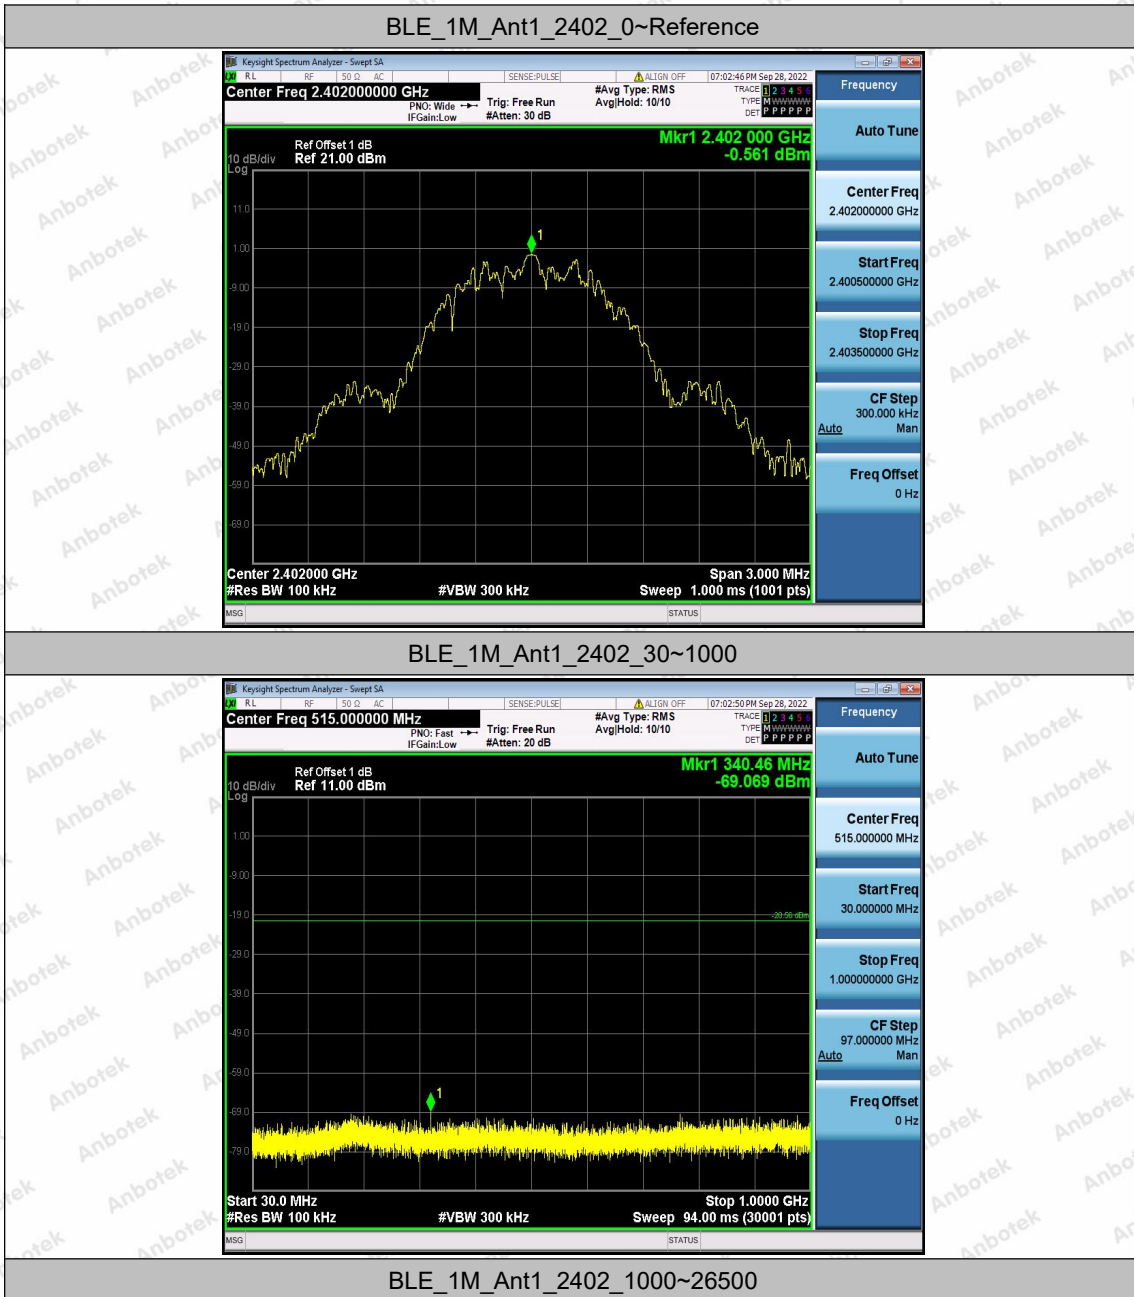 BLE_1M_Ant1_2402_0~Reference
Keysight Spectrum Analyzer - Swept SA
LXI RL RF 50 Ω AC SENSE:PULSE ALIGN OFF 07:02:46 PM Sep 28, 2022
Center Freq 2.402000000 GHz
PNO: Wide
IFGain:Low
Trig: Free Run
#Atten: 30 dB
#Avg Type: RMS
Avg|Hold: 10/10
TRACE 1 2 3 4 5 6
TYPE M WWWWW
DET P P P P P P
Ref Offset 1 dB
10 dB/div Ref 21.00 dBm
Log
Mkr1 2.402 000 GHz
-0.561 dBm
1
11.0
1.00
-9.00
-19.0
-29.0
-39.0
-49.0
-59.0
-69.0
Center 2.402000 GHz Span 3.000 MHz
#Res BW 100 kHz #VBW 300 kHz Sweep 1.000 ms (1001 pts)
MSG STATUS
Frequency
Auto Tune
Center Freq
2.402000000 GHz
Start Freq
2.400500000 GHz
Stop Freq
2.403500000 GHz
CF Step
300.000 kHz
Auto Man
Freq Offset
0 Hz
BLE_1M_Ant1_2402_30~1000
Keysight Spectrum Analyzer - Swept SA
LXI RL RF 50 Ω AC SENSE:PULSE ALIGN OFF 07:02:50 PM Sep 28, 2022
Center Freq 515.000000 MHz
PNO: Fast
IFGain:Low
Trig: Free Run
#Atten: 20 dB
#Avg Type: RMS
Avg|Hold: 10/10
TRACE 1 2 3 4 5 6
TYPE M WWWWW
DET P P P P P P
Ref Offset 1 dB
10 dB/div Ref 11.00 dBm
Log
Mkr1 340.46 MHz
-69.069 dBm
1.00
-9.00
-19.0
-20.50 dBm
-29.0
-39.0
-49.0
-59.0
-69.0
-79.0
1
Start 30.0 MHz Stop 1.0000 GHz
#Res BW 100 kHz #VBW 300 kHz Sweep 94.00 ms (30001 pts)
MSG STATUS
Frequency
Auto Tune
Center Freq
515.000000 MHz
Start Freq
30.000000 MHz
Stop Freq
1.000000000 GHz
CF Step
97.000000 MHz
Auto Man
Freq Offset
0 Hz
BLE_1M_Ant1_2402_1000~26500
Anbotek